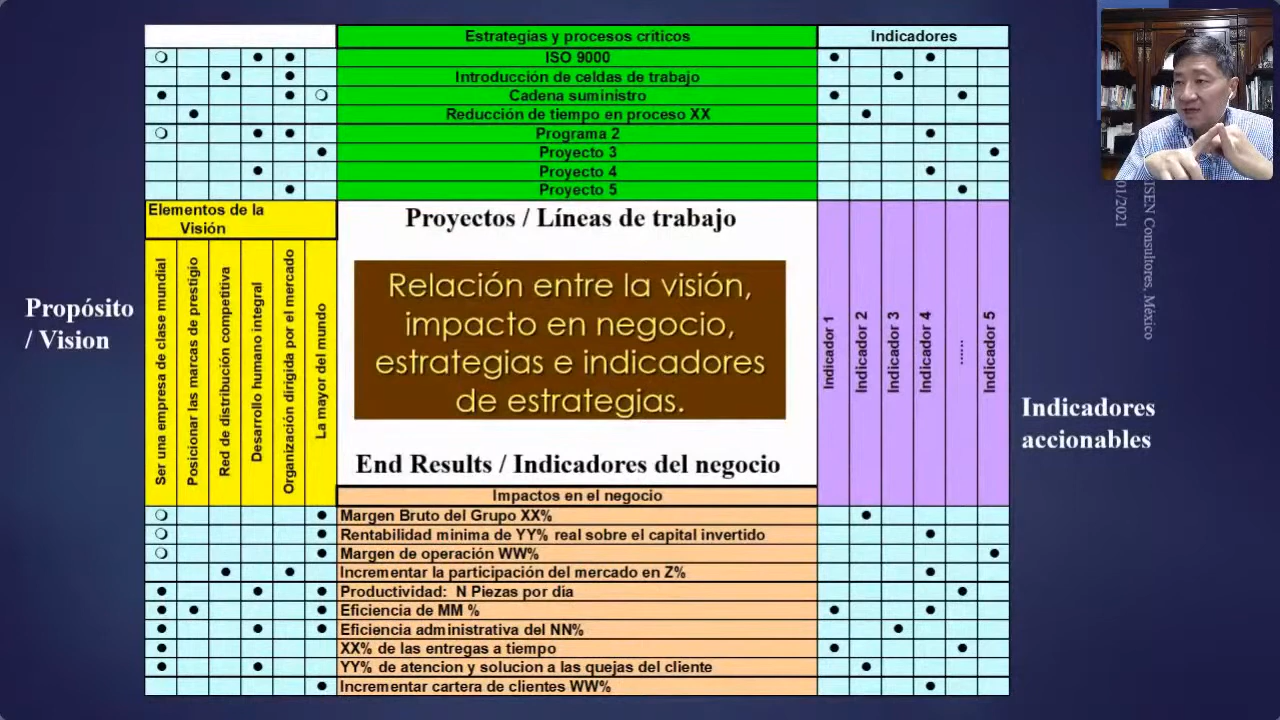 Estrategias y procesos críticos
Indicadores
ISO 9000
Introducción de celdas de trabajo
Cadena suministro
Reducción de tiempo en proceso XX
Programa 2
Proyecto 3
Proyecto 4
Proyecto 5
Elementos de la
Visión
Proyectos / Líneas de trabajo
Propósito
/ Vision
Ser una empresa de clase mundial
Posicionar las marcas de prestigio
Red de distribución competitiva
Desarrollo humano integral
Organización dirigida por el mercado
La mayor del mundo
Relación entre la visión,
impacto en negocio,
estrategias e indicadores
de estrategias.
Indicador 1
Indicador 2
Indicador 3
Indicador 4
......
Indicador 5
Indicadores
accionables
ISEN Consultores, México
01/2021
End Results / Indicadores del negocio
Impactos en el negocio
Margen Bruto del Grupo XX%
Rentabilidad minima de YY% real sobre el capital invertido
Margen de operación WW%
Incrementar la participación del mercado en Z%
Productividad: N Piezas por día
Eficiencia de MM %
Eficiencia administrativa del NN%
XX% de las entregas a tiempo
YY% de atencion y solucion a las quejas del cliente
Incrementar cartera de clientes WW%